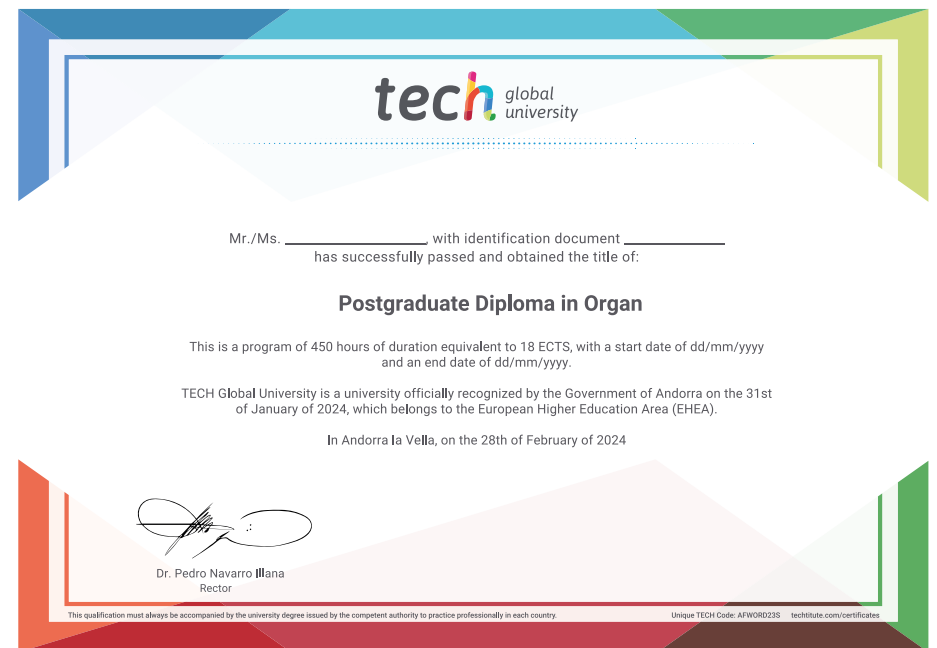 tech global university
Mr./Ms. ________________, with identification document ____________
has successfully passed and obtained the title of:
Postgraduate Diploma in Organ
This is a program of 450 hours of duration equivalent to 18 ECTS, with a start date of dd/mm/yyyy
and an end date of dd/mm/yyyy.
TECH Global University is a university officially recognized by the Government of Andorra on the 31st
of January of 2024, which belongs to the European Higher Education Area (EHEA).
In Andorra la Vella, on the 28th of February of 2024
Dr. Pedro Navarro Illana
Rector
This qualification must always be accompanied by the university degree issued by the competent authority to practice professionally in each country.
Unique TECH Code: AFWORD23S techtitute.com/certificates